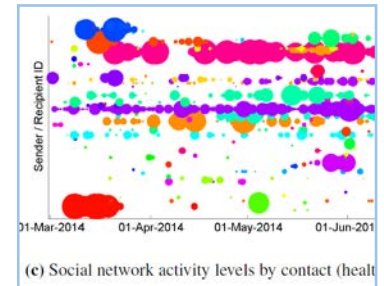 Sender / Recipient ID
01-Mar-2014 01-Apr-2014 01-May-2014 01-Jun-2014
(c) Social network activity levels by contact (healt